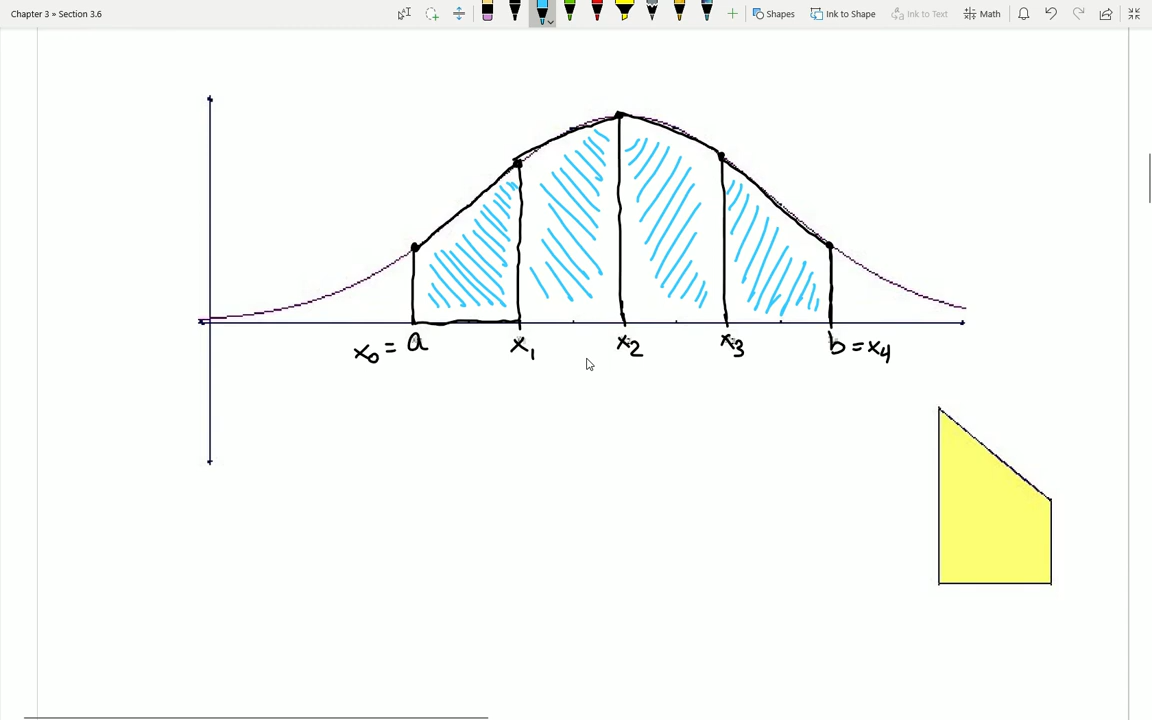 Chapter 3 » Section 3.6
Shapes
Ink to Shape
Ink to Text
Math
x₀ = a
x₁
x₂
x₃
b = x₄